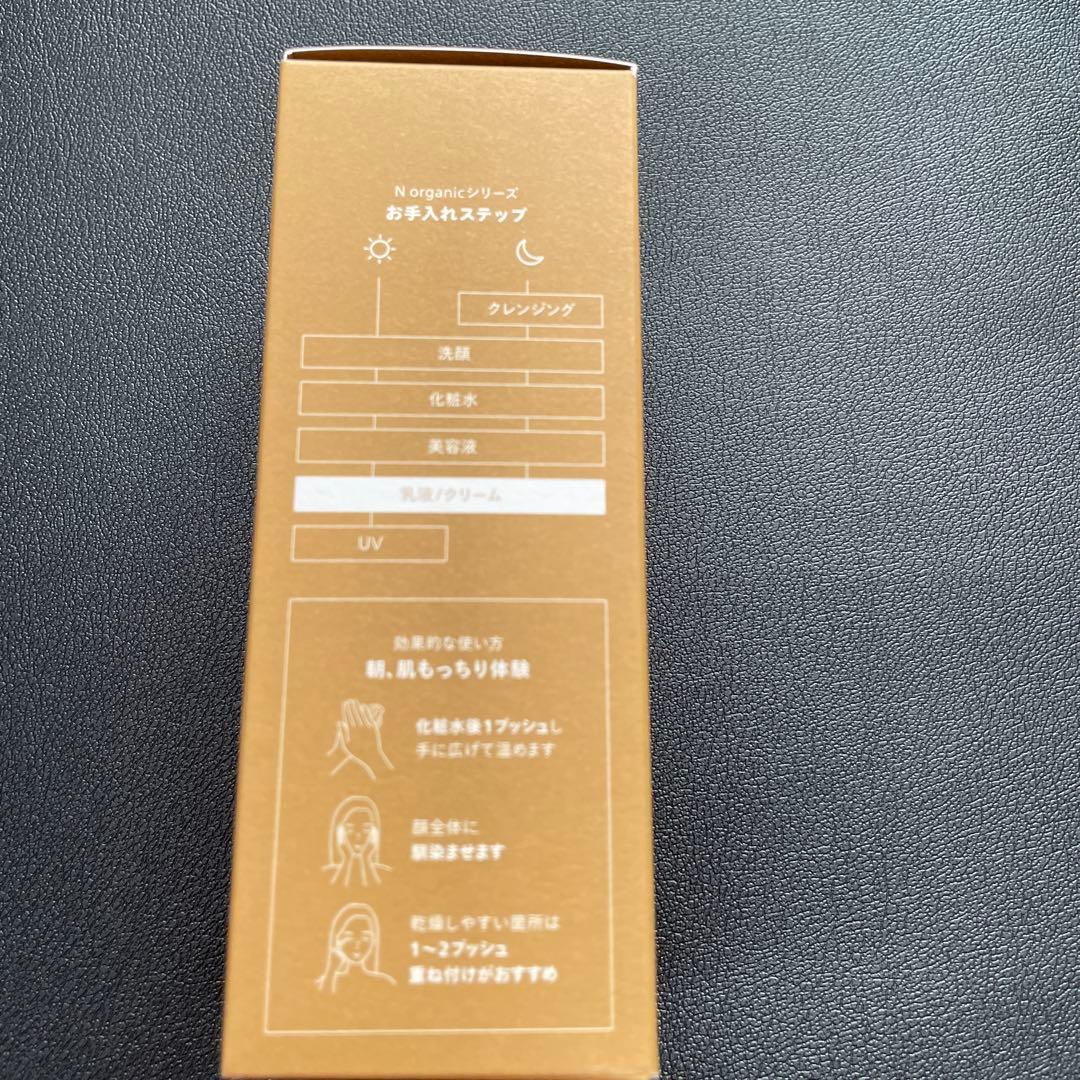 N organicシリーズ
お手入れステップ
クレンジング
洗顔
化粧水
美容液
乳液/クリーム
UV
効果的な使い方
朝、肌もっちり体験
化粧水後1プッシュし
手に広げて温めます
顔全体に
馴染ませます
乾燥しやすい箇所は
1〜2プッシュ
重ね付けがおすすめ